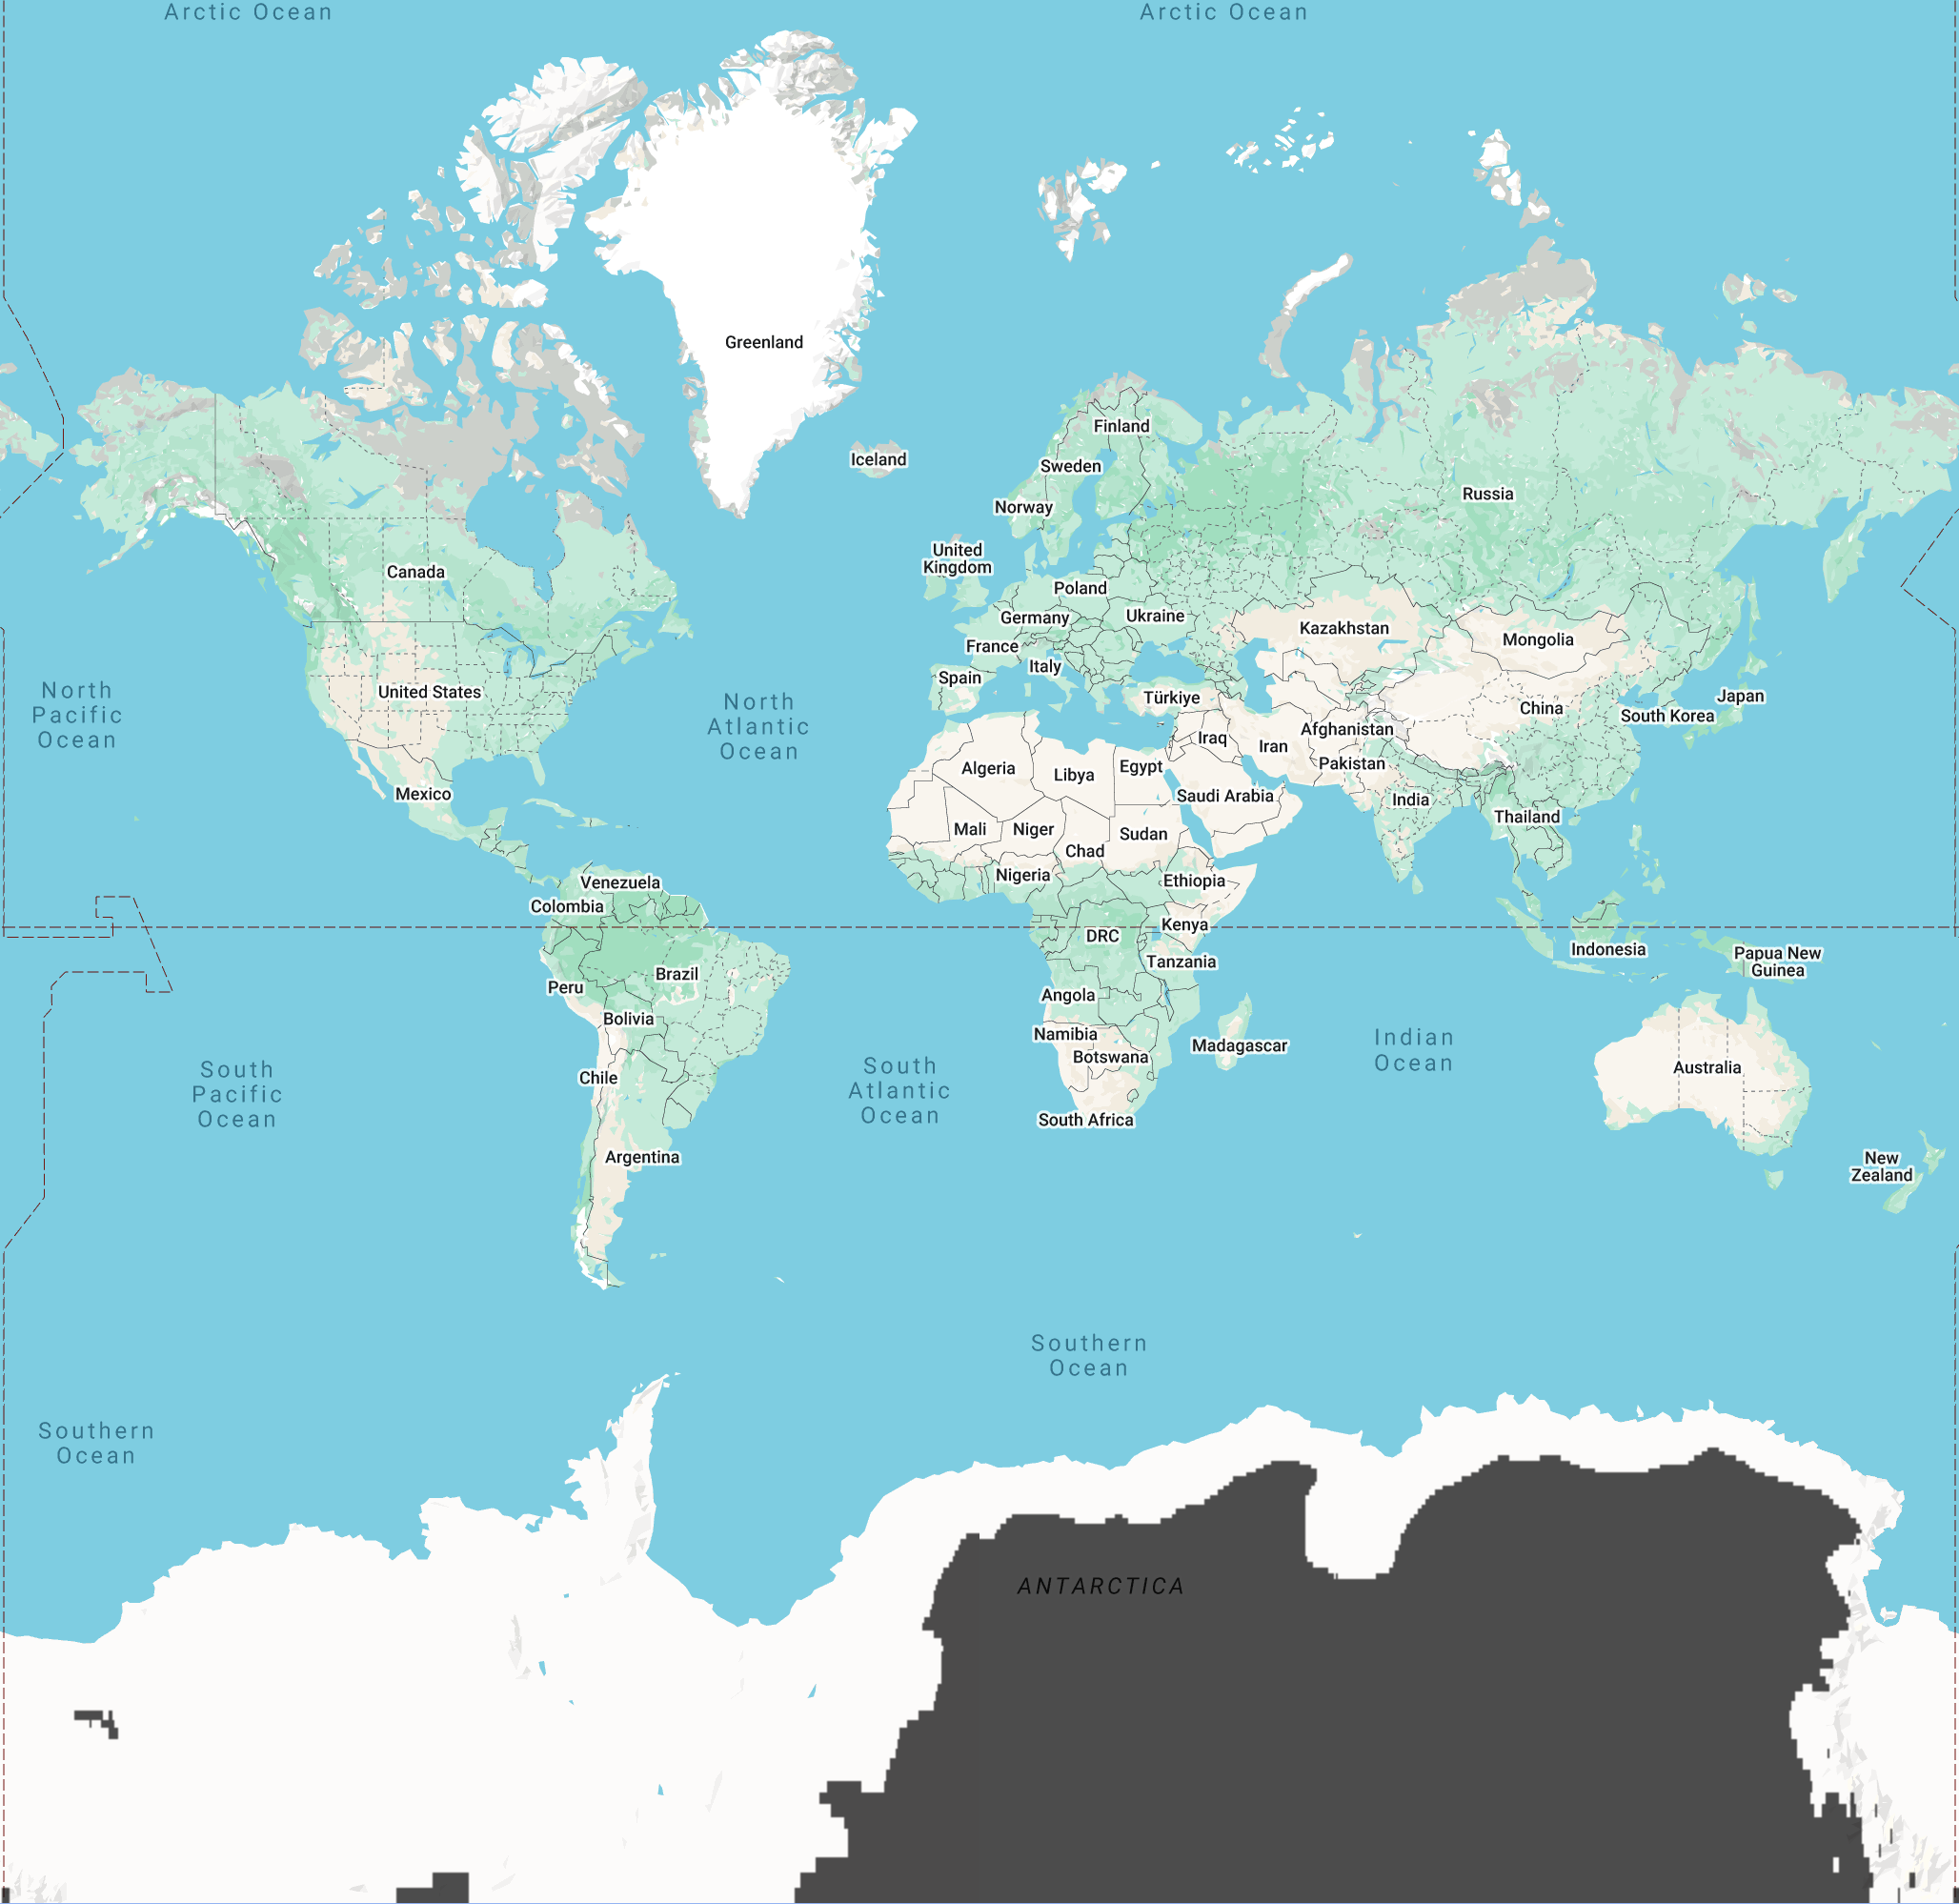 Arctic Ocean
Arctic Ocean
Greenland
Finland
Iceland
Sweden
Russia
Norway
United
Kingdom
Canada
Poland
Germany
Ukraine
Kazakhstan
Mongolia
France
Italy
Spain
United States
Türkiye
Japan
China
South Korea
North
Pacific
Ocean
North
Atlantic
Ocean
Afghanistan
Iraq
Iran
Pakistan
Algeria
Libya
Egypt
Saudi Arabia
India
Mexico
Thailand
Mali
Niger
Sudan
Chad
Nigeria
Ethiopia
Venezuela
Colombia
Kenya
DRC
Indonesia
Papua New
Guinea
Tanzania
Brazil
Peru
Angola
Bolivia
Namibia
Botswana
Madagascar
Indian
Ocean
Australia
Chile
South
Pacific
Ocean
South
Atlantic
Ocean
South Africa
Argentina
New
Zealand
Southern
Ocean
Southern
Ocean
ANTARCTICA